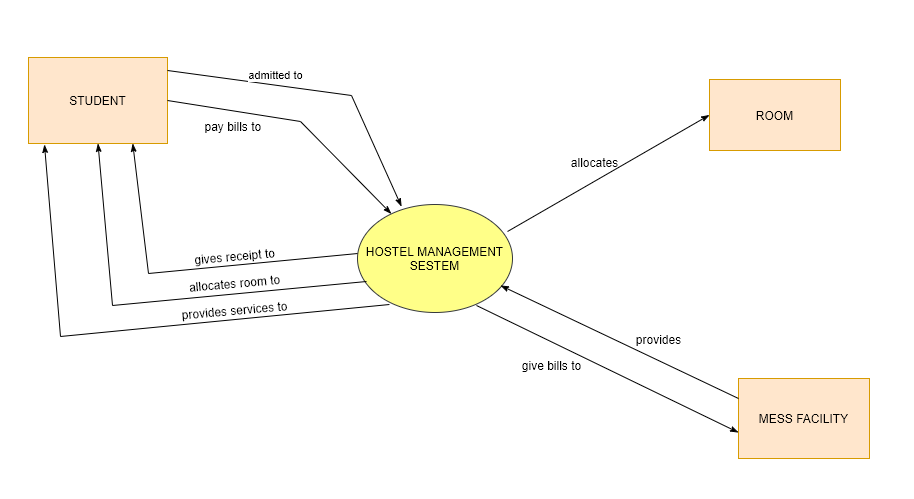 admitted to
STUDENT
pay bills to
ROOM
allocates
gives receipt to
HOSTEL MANAGEMENT
SESTEM
allocates room to
provides services to
provides
give bills to
MESS FACILITY